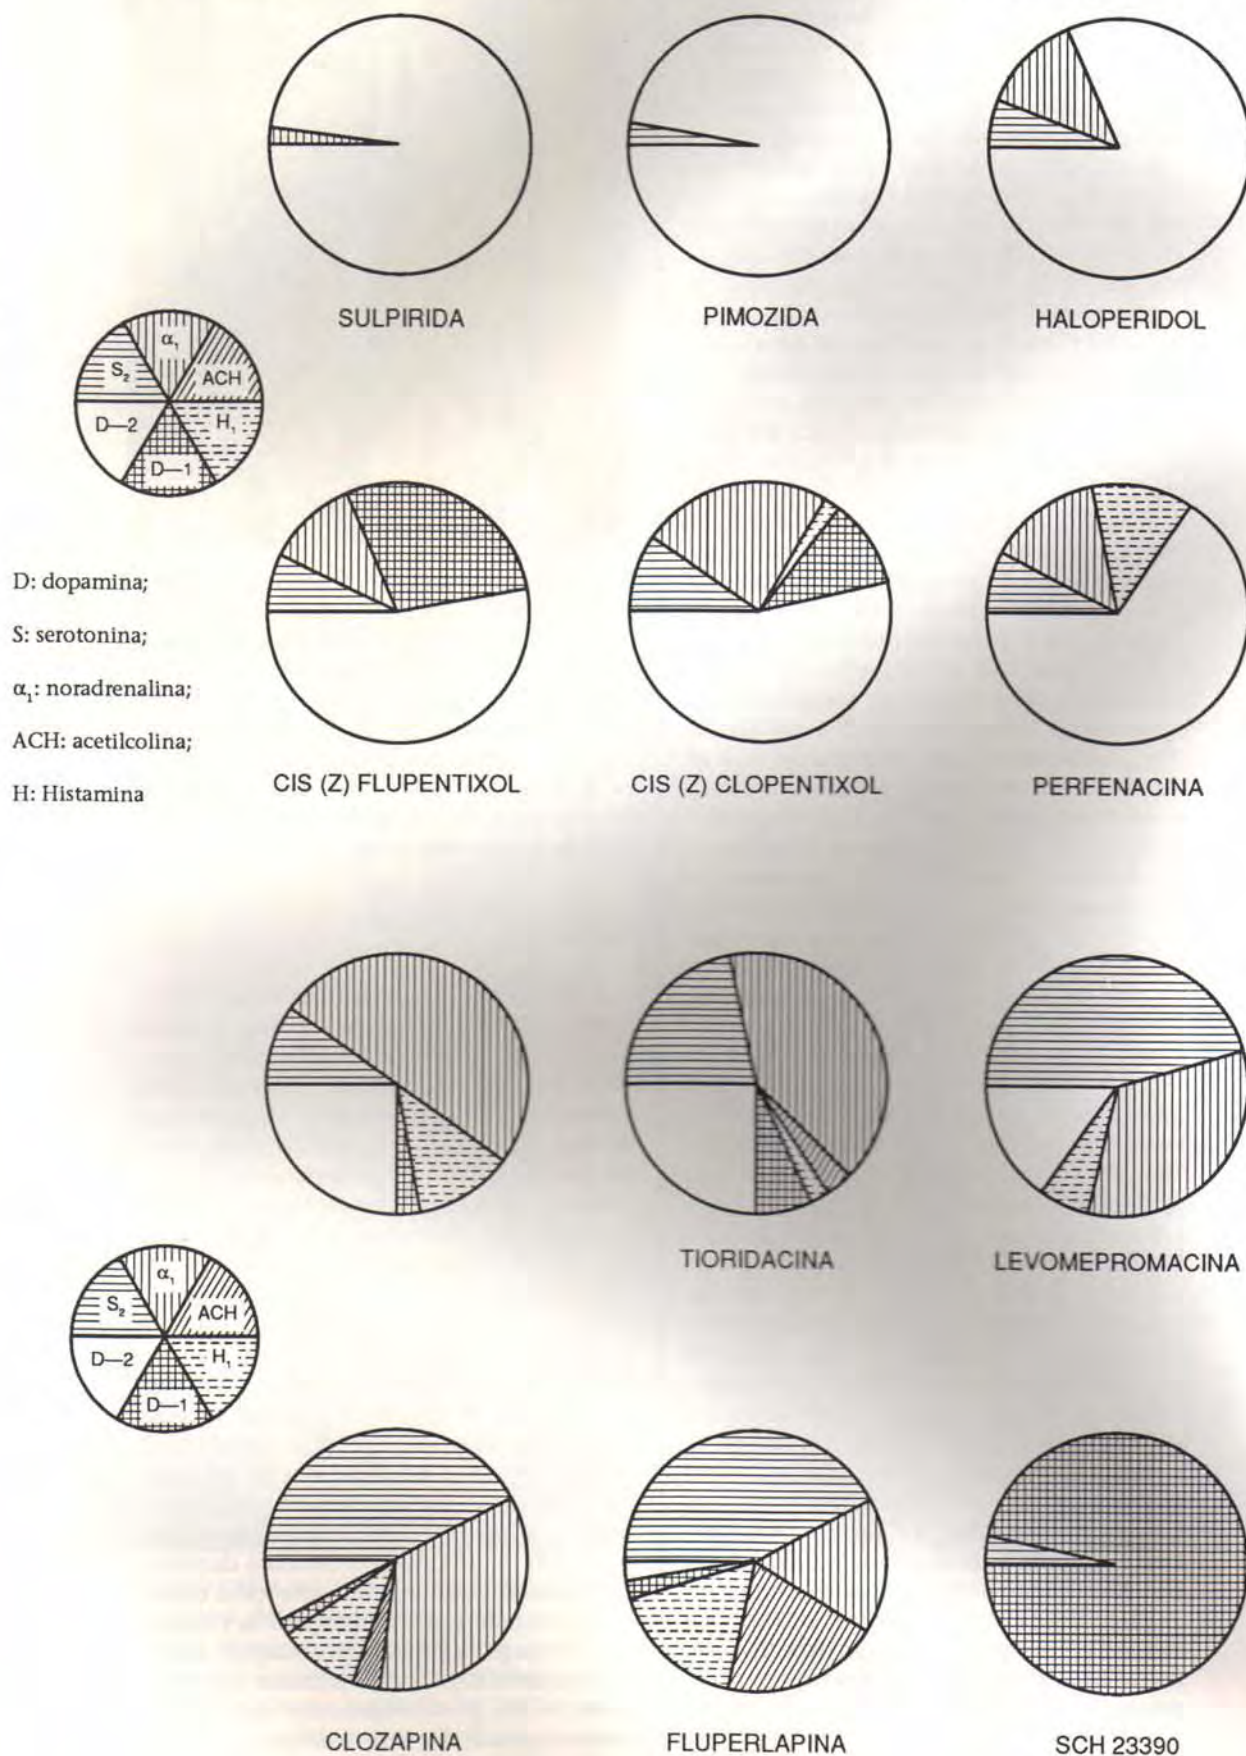 SULPIRIDA
PIMOZIDA
HALOPERIDOL
α₁
S₂
ACH
D—2
H₁
D—1
D: dopamina;
S: serotonina;
α₁: noradrenalina;
ACH: acetilcolina;
H: Histamina
CIS (Z) FLUPENTIXOL
CIS (Z) CLOPENTIXOL
PERFENACINA
TIORIDACINA
LEVOMEPROMACINA
α₁
S₂
ACH
D—2
H₁
D—1
CLOZAPINA
FLUPERLAPINA
SCH 23390